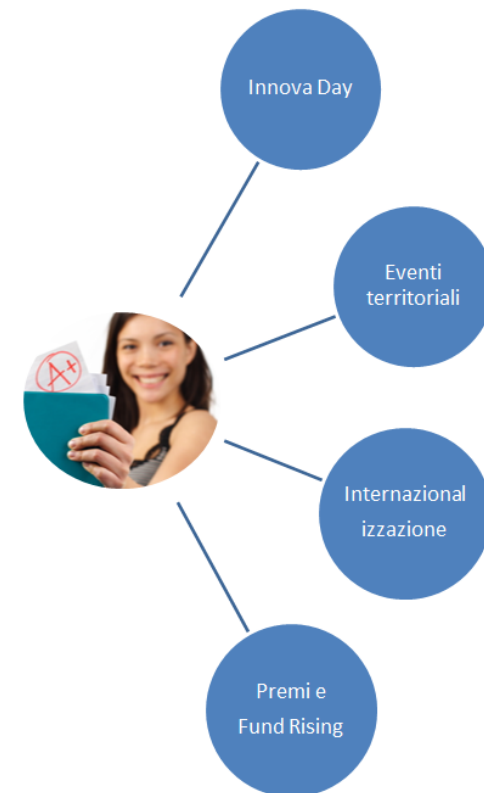 Innova Day
Eventi
territoriali
A+
Internazional
izzazione
Premi e
Fund Rising